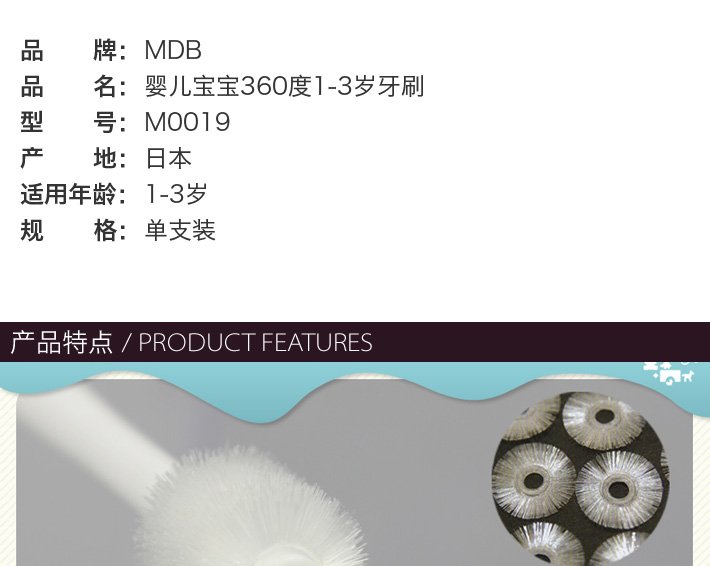 品 牌： MDB
品 名： 婴儿宝宝360度1-3岁牙刷
型 号： M0019
产 地： 日本
适用年龄： 1-3岁
规 格： 单支装
产品特点 / PRODUCT FEATURES